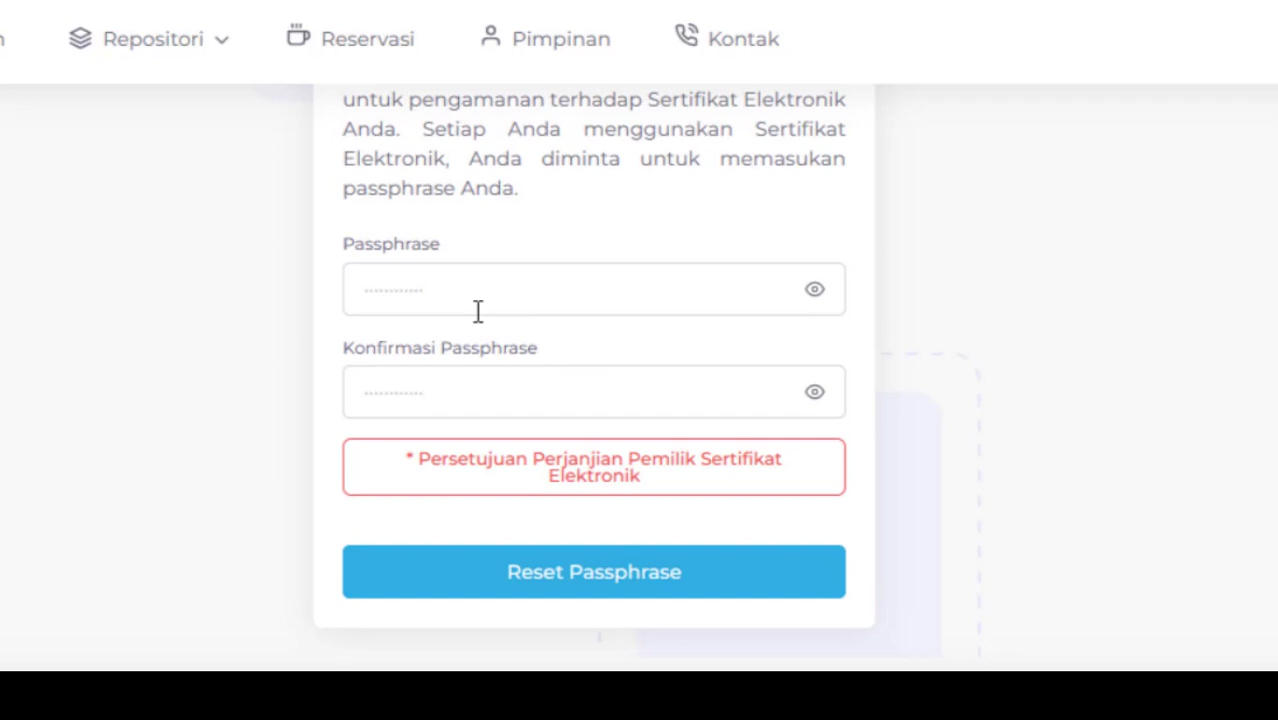 Repositori
Reservasi
Pimpinan
Kontak
untuk pengamanan terhadap Sertifikat Elektronik
Anda. Setiap Anda menggunakan Sertifikat
Elektronik, Anda diminta untuk memasukan
passphrase Anda.
Passphrase
············
Konfirmasi Passphrase
············
* Persetujuan Perjanjian Pemilik Sertifikat
Elektronik
Reset Passphrase